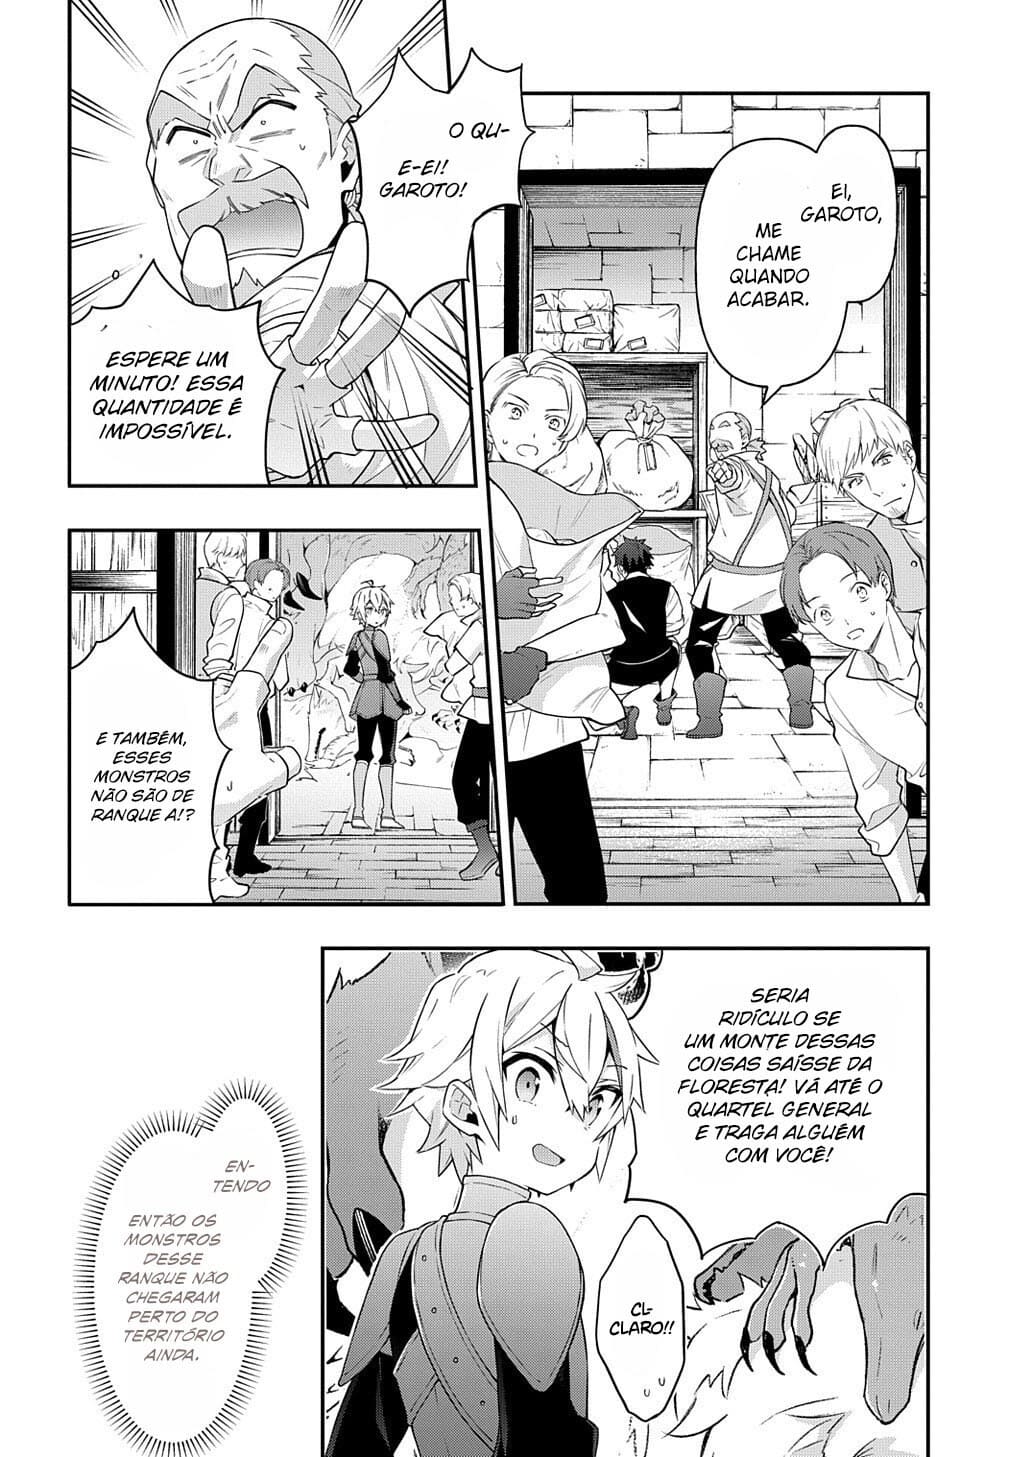 EI,
GAROTO,
ME
CHAME
QUANDO
ACABAR.
O QU-
E-EI!
GAROTO!
ESPERE UM
MINUTO! ESSA
QUANTIDADE É
IMPOSSÍVEL.
E TAMBÉM,
ESSES
MONSTROS
NÃO SÃO DE
RANQUE A!?
SERIA
RIDÍCULO SE
UM MONTE DESSAS
COISAS SAÍSSE DA
FLORESTA! VÁ ATÉ O
QUARTEL GENERAL
E TRAGA ALGUÉM
COM VOCÊ!
CL-
CLARO!!
EN-
TENDO
ENTÃO OS
MONSTROS
DESSE
RANQUE NÃO
CHEGARAM
PERTO DO
TERRITÓRIO
AINDA.